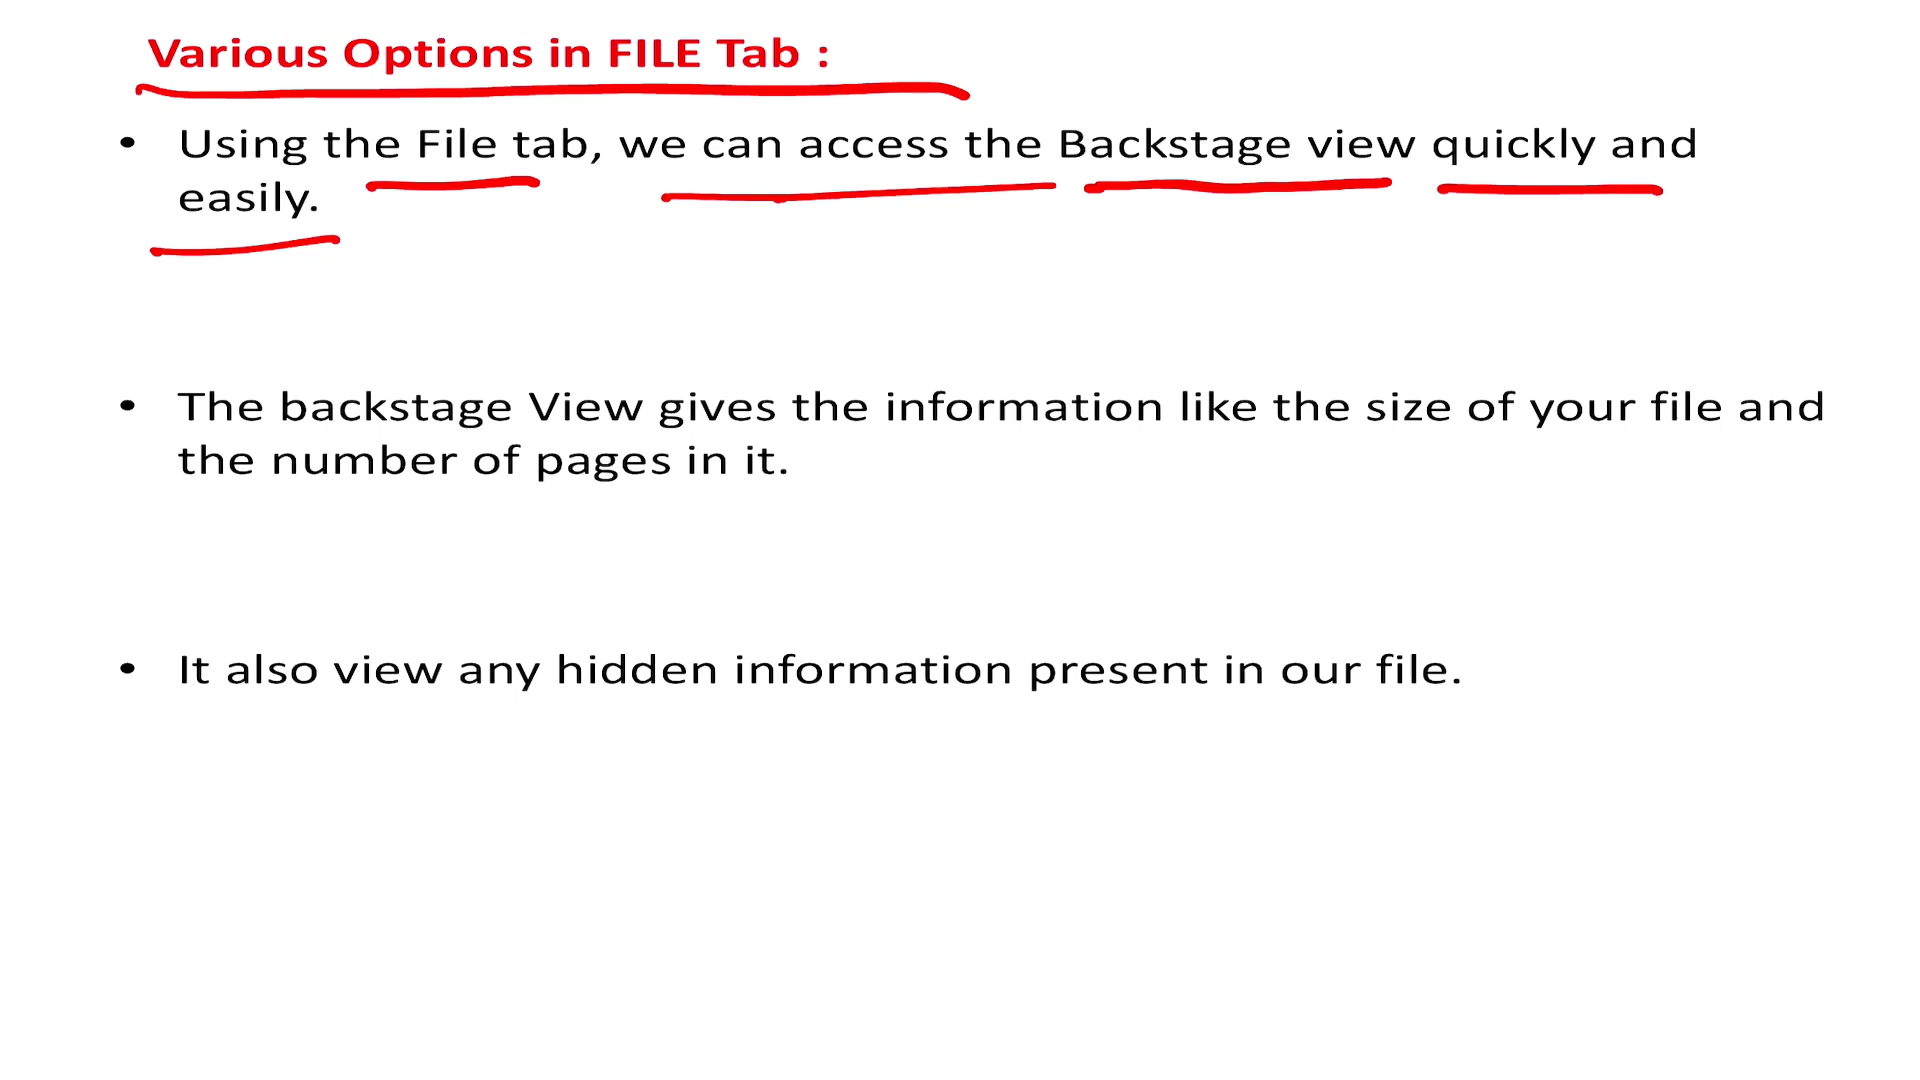 Various Options in FILE Tab :
• Using the File tab, we can access the Backstage view quickly and
easily.
• The backstage View gives the information like the size of your file and
the number of pages in it.
• It also view any hidden information present in our file.